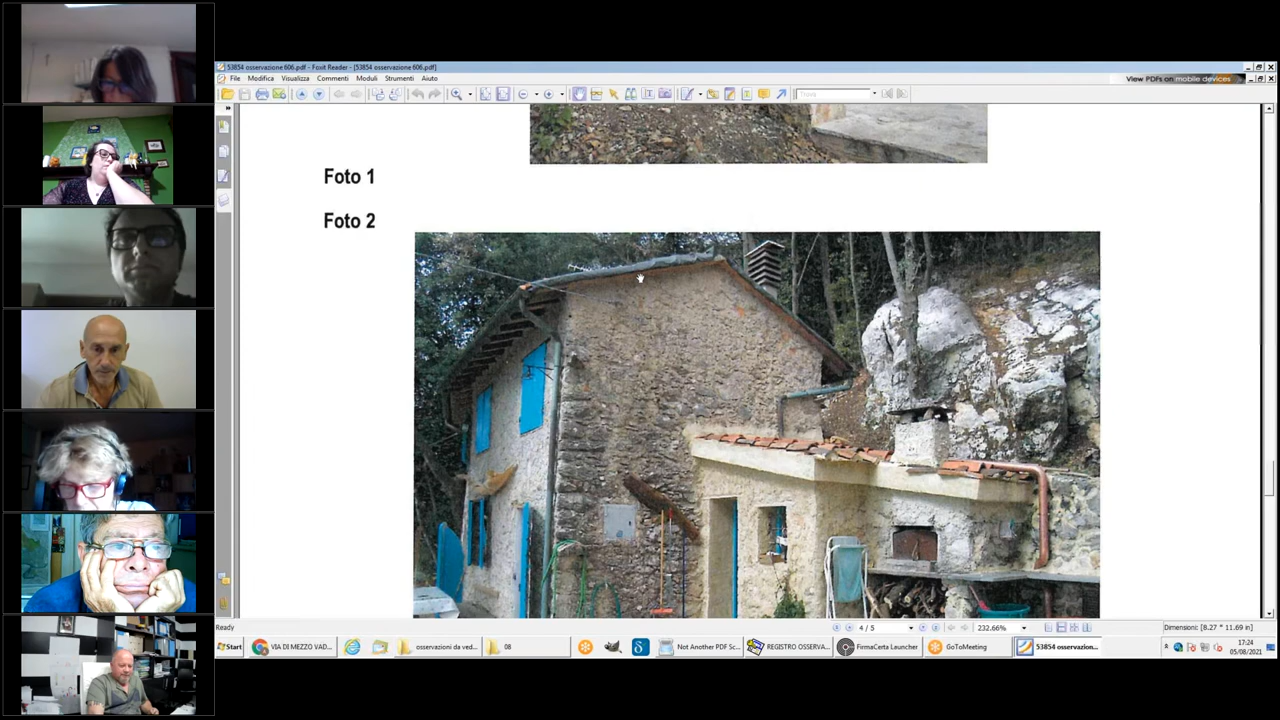 53854 osservazione 606.pdf - Foxit Reader - [53854 osservazione 606.pdf]
File Modifica Visualizza Commenti Moduli Strumenti Aiuto
View PDFs on mobile devices
Trova
Foto 1
Foto 2
Ready
4 / 5
232.66%
Dimensioni: [8.27 * 11.69] in
Start
VIA DI MEZZO VAD...
osservazioni da ved...
08
Not Another PDF Sc...
REGISTRO OSSERVA...
FirmaCerta Launcher
GoToMeeting
53854 osservazion...
17:24
05/08/2021